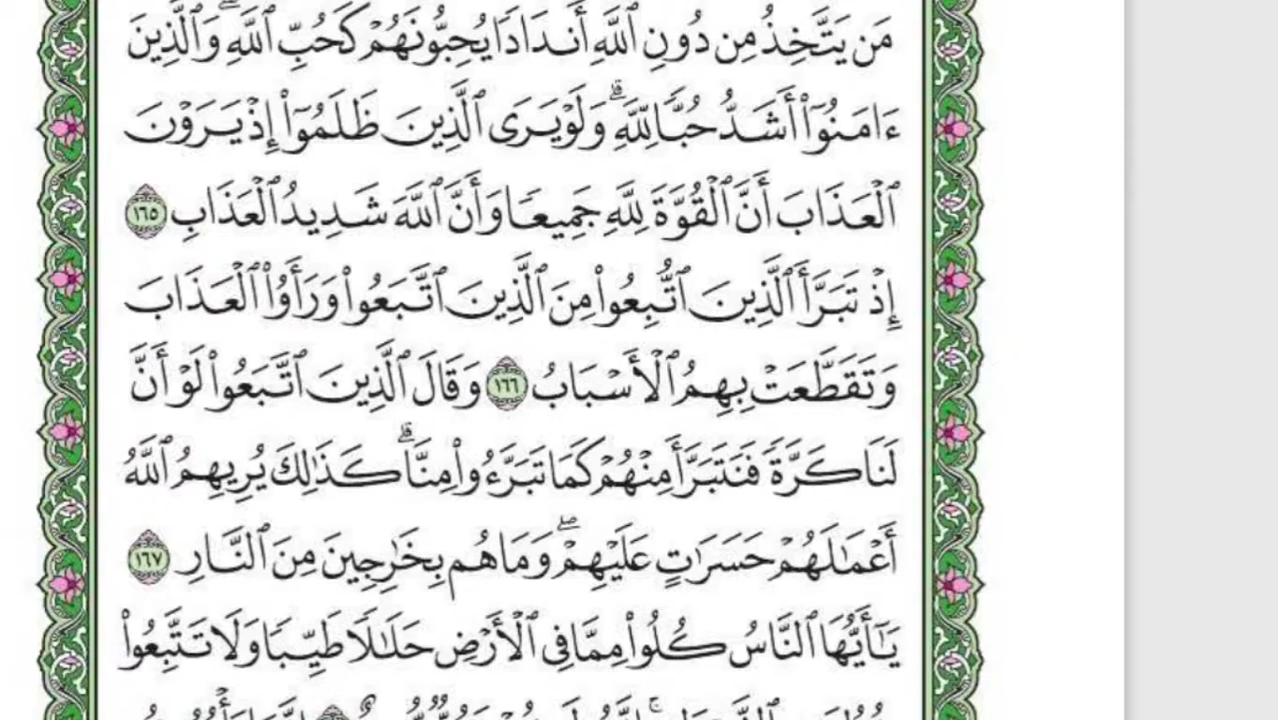 مَن يَتَّخِذُ مِن دُونِ ٱللَّهِ أَندَادًا يُحِبُّونَهُمْ كَحُبِّ ٱللَّهِ ۖ وَٱلَّذِينَ
ءَامَنُوٓا۟ أَشَدُّ حُبًّا لِّلَّهِ ۗ وَلَوْ يَرَى ٱلَّذِينَ ظَلَمُوٓا۟ إِذْ يَرَوْنَ
ٱلْعَذَابَ أَنَّ ٱلْقُوَّةَ لِلَّهِ جَمِيعًا وَأَنَّ ٱللَّهَ شَدِيدُ ٱلْعَذَابِ ١٦٥
إِذْ تَبَرَّأَ ٱلَّذِينَ ٱتُّبِعُوا۟ مِنَ ٱلَّذِينَ ٱتَّبَعُوا۟ وَرَأَوُا۟ ٱلْعَذَابَ
وَتَقَطَّعَتْ بِهِمُ ٱلْأَسْبَابُ ١٦٦ وَقَالَ ٱلَّذِينَ ٱتَّبَعُوا۟ لَوْ أَنَّ
لَنَا كَرَّةً فَنَتَبَرَّأَ مِنْهُمْ كَمَا تَبَرَّءُوا۟ مِنَّا ۗ كَذَٰلِكَ يُرِيهِمُ ٱللَّهُ
أَعْمَـٰلَهُمْ حَسَرَٰتٍ عَلَيْهِمْ ۖ وَمَا هُم بِخَـٰرِجِينَ مِنَ ٱلنَّارِ ١٦٧
يَـٰٓأَيُّهَا ٱلنَّاسُ كُلُوا۟ مِمَّا فِى ٱلْأَرْضِ حَلَـٰلًا طَيِّبًا وَلَا تَتَّبِعُوا۟